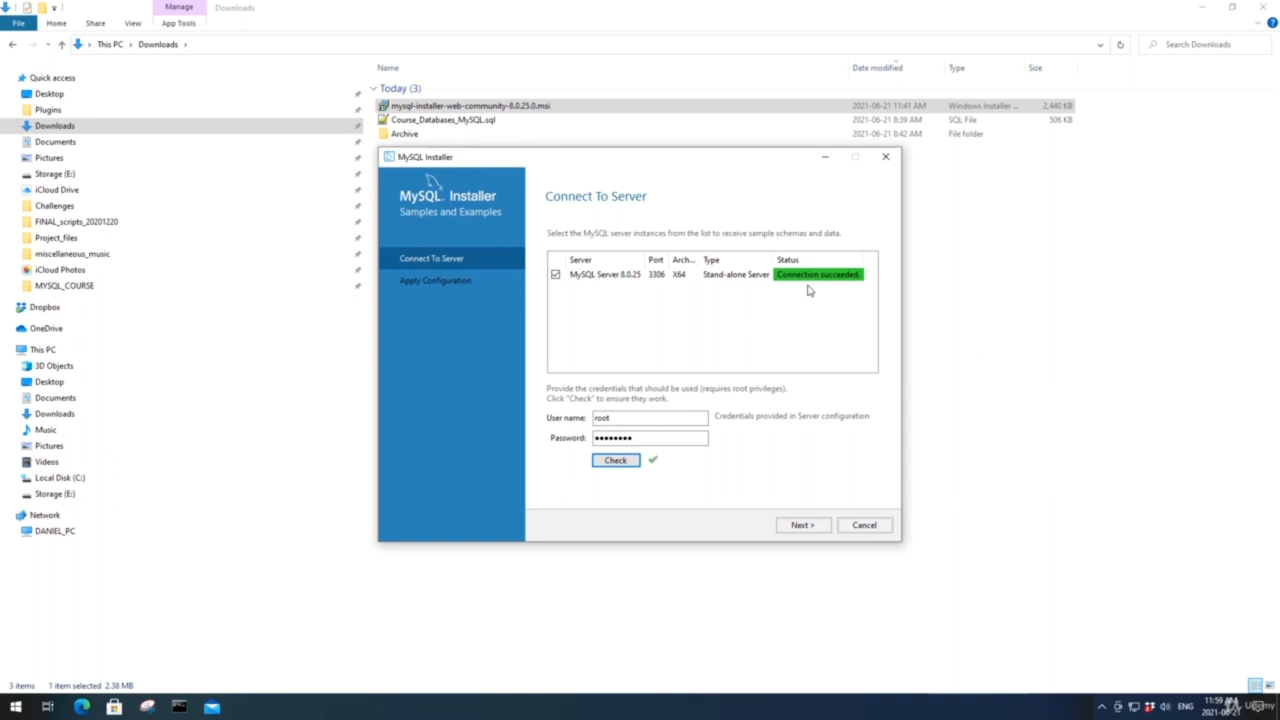 Manage
Downloads
File
Home
Share
View
App Tools
This PC
Downloads
Search Downloads
Name
Date modified
Type
Size
Quick access
Desktop
Plugins
Downloads
Documents
Pictures
Storage (E:)
iCloud Drive
Challenges
FINAL_scripts_20201220
Project_files
miscellaneous_music
iCloud Photos
MYSQL_COURSE
Dropbox
OneDrive
This PC
3D Objects
Desktop
Documents
Downloads
Music
Pictures
Videos
Local Disk (C:)
Storage (E:)
Network
DANIEL_PC
Today (3)
mysql-installer-web-community-8.0.25.0.msi 2021-06-21 11:41 AM Windows Installer ... 2,440 KB
Course_Databases_MySQL.sql 2021-06-21 8:39 AM SQL File 506 KB
Archive 2021-06-21 8:42 AM File folder
MySQL Installer
MySQL. Installer
Samples and Examples
Connect To Server
Apply Configuration
Connect To Server
Select the MySQL server instances from the list to receive sample schemas and data.
Server Port Arch... Type Status
MySQL Server 8.0.25 3306 X64 Stand-alone Server Connection succeeded.
Provide the credentials that should be used (requires root privileges).
Click "Check" to ensure they work.
User name: root Credentials provided in Server configuration
Password: ••••••••
Check
Next >
Cancel
3 items 1 item selected 2.38 MB
ENG
11:59 AM
2021-06-21
Udemy